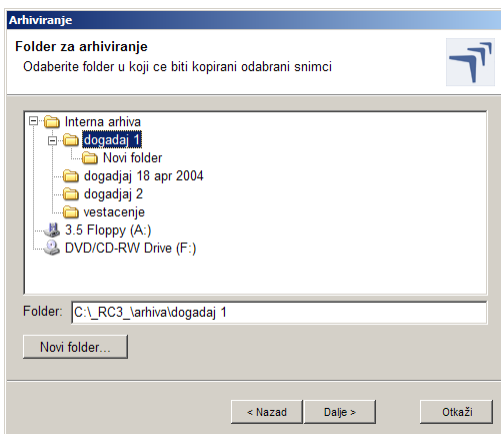 Arhiviranje
Folder za arhiviranje
Odaberite folder u koji ce biti kopirani odabrani snimci
Interna arhiva
dogadaj 1
Novi folder
dogadjaj 18 apr 2004
dogadaj 2
vestacenje
3.5 Floppy (A:)
DVD/CD-RW Drive (F:)
Folder: C:\_RC3_\arhiva\dogadaj 1
Novi folder...
< Nazad Dalje > Otkaži